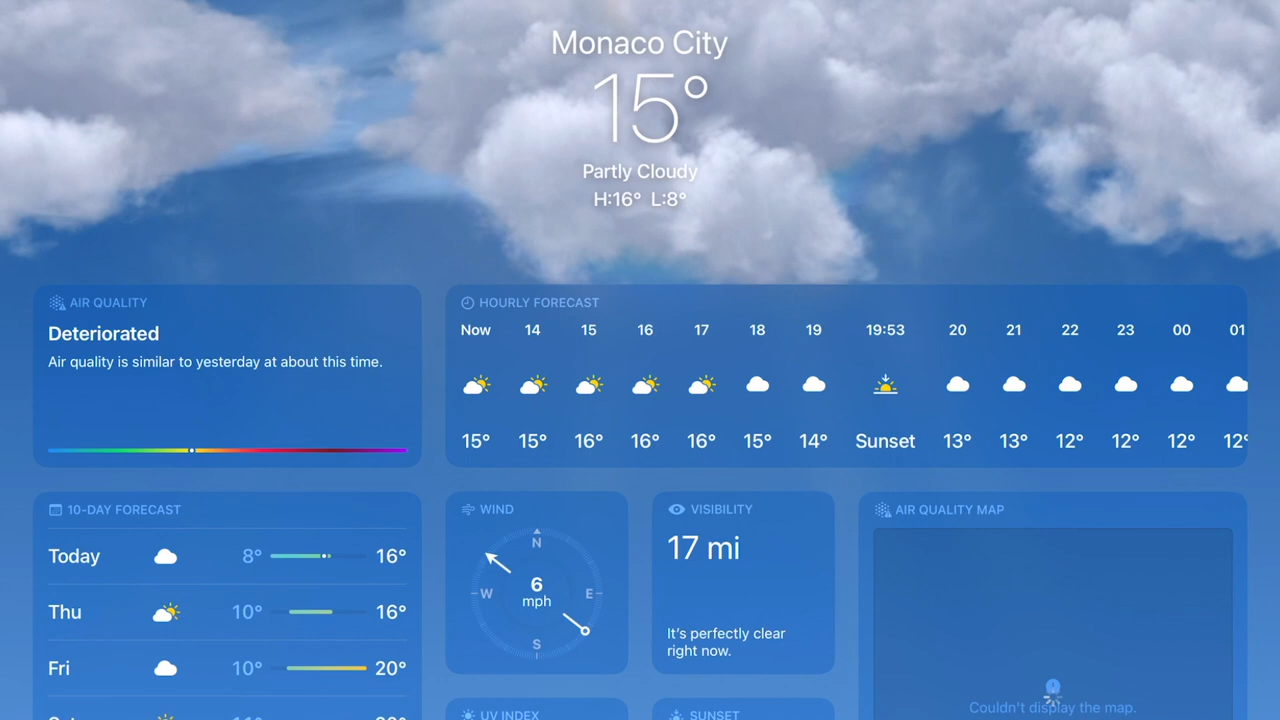 Monaco City
15°
Partly Cloudy
H:16° L:8°
AIR QUALITY
Deteriorated
Air quality is similar to yesterday at about this time.
HOURLY FORECAST
Now 14 15 16 17 18 19 19:53 20 21 22 23 00 01
15° 15° 16° 16° 16° 15° 14° Sunset 13° 13° 12° 12° 12° 12°
10-DAY FORECAST
Today 8° 16°
Thu 10° 16°
Fri 10° 20°
WIND
N
W E
S
6
mph
VISIBILITY
17 mi
It's perfectly clear
right now.
AIR QUALITY MAP
Couldn't display the map.
UV INDEX
SUNSET